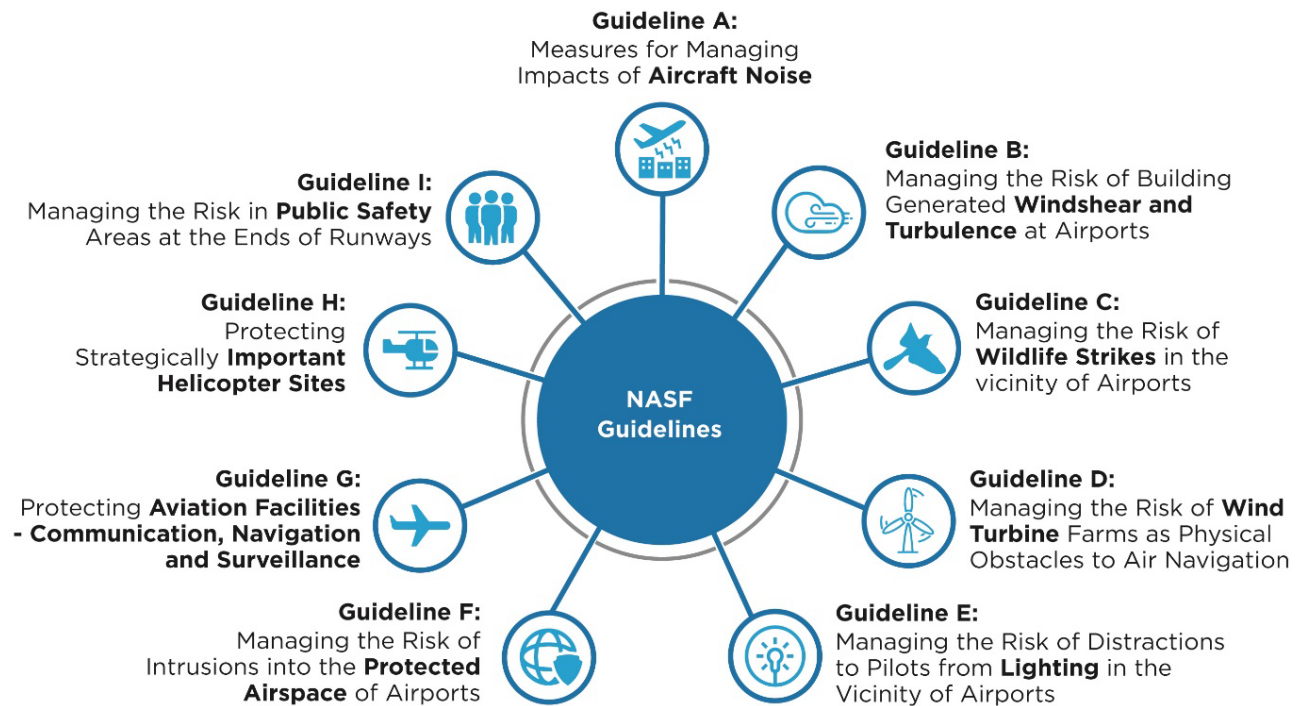 Guideline A:
Measures for Managing
Impacts of Aircraft Noise
Guideline B:
Managing the Risk of Building
Generated Windshear and
Turbulence at Airports
Guideline C:
Managing the Risk of
Wildlife Strikes in the
vicinity of Airports
Guideline D:
Managing the Risk of Wind
Turbine Farms as Physical
Obstacles to Air Navigation
Guideline E:
Managing the Risk of Distractions
to Pilots from Lighting in the
Vicinity of Airports
Guideline F:
Managing the Risk of
Intrusions into the Protected
Airspace of Airports
Guideline G:
Protecting Aviation Facilities
- Communication, Navigation
and Surveillance
Guideline H:
Protecting
Strategically Important
Helicopter Sites
Guideline I:
Managing the Risk in Public Safety
Areas at the Ends of Runways
NASF
Guidelines